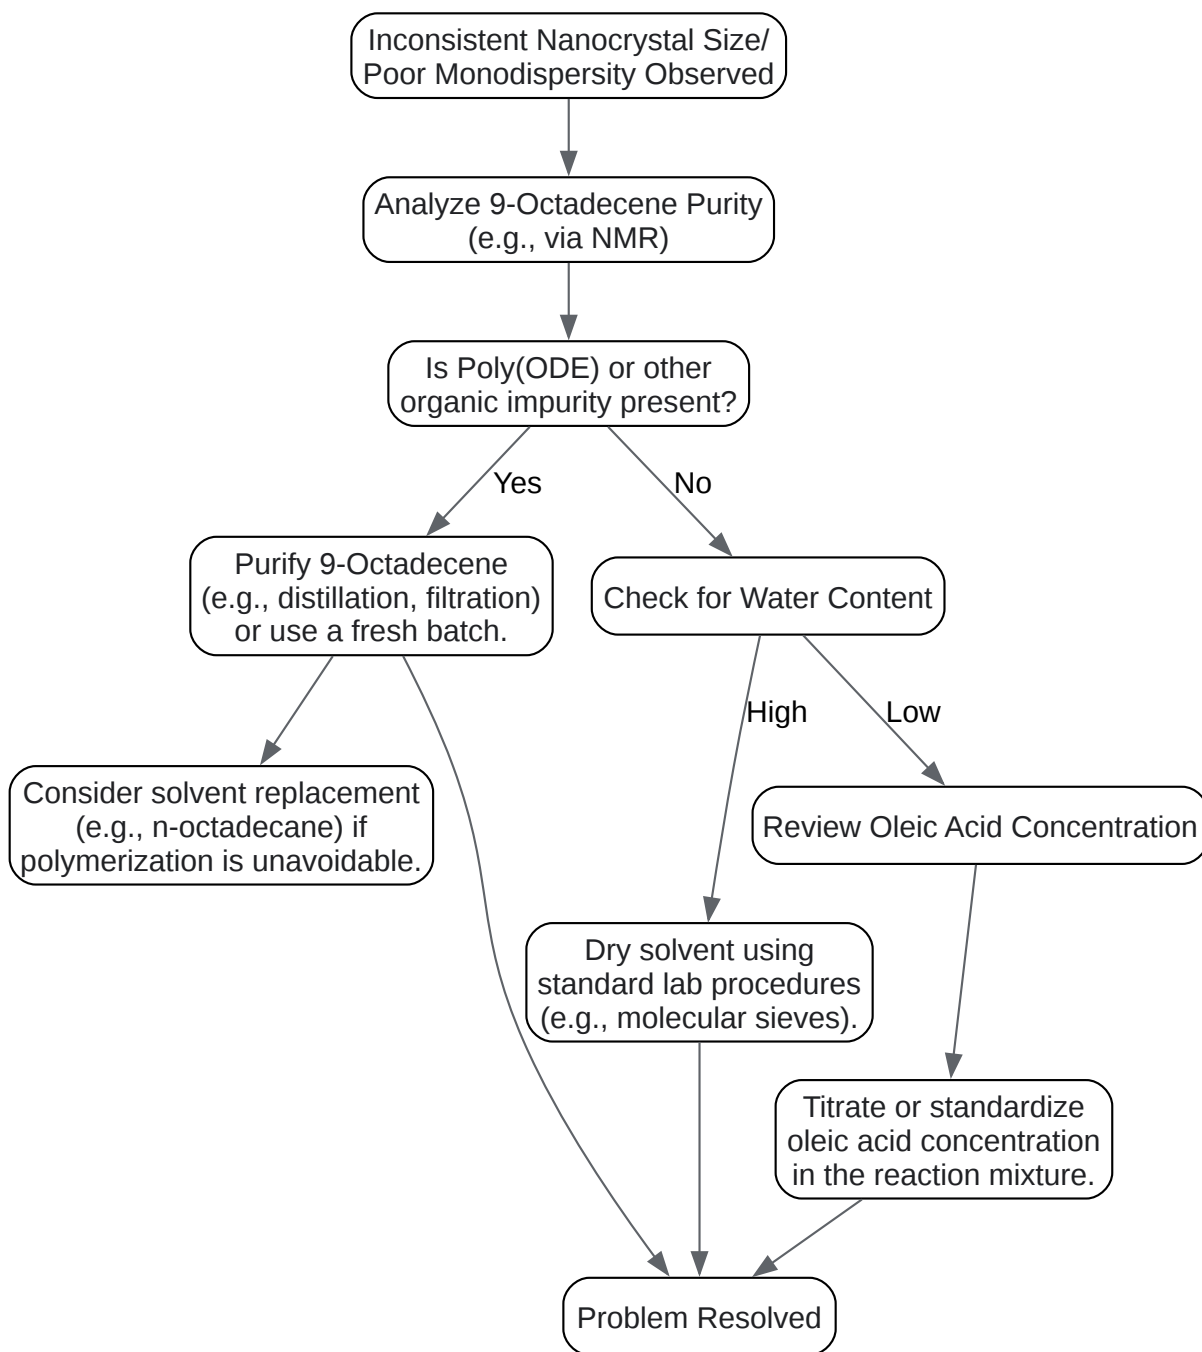 Inconsistent Nanocrystal Size/
Poor Monodispersity Observed
Analyze 9-Octadecene Purity
(e.g., via NMR)
Is Poly(ODE) or other
organic impurity present?
Yes
No
Purify 9-Octadecene
(e.g., distillation, filtration)
or use a fresh batch.
Check for Water Content
High
Low
Consider solvent replacement
(e.g., n-octadecane) if
polymerization is unavoidable.
Review Oleic Acid Concentration
Dry solvent using
standard lab procedures
(e.g., molecular sieves).
Titrate or standardize
oleic acid concentration
in the reaction mixture.
Problem Resolved